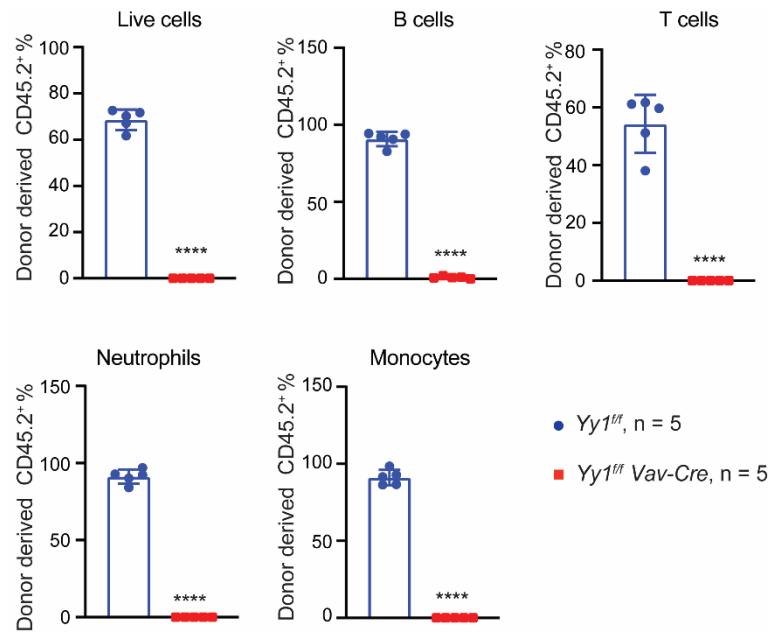 Live cells
Donor derived CD45.2⁺ %
100
80
60
40
20
0
****
B cells
Donor derived CD45.2⁺ %
150
100
50
0
****
T cells
Donor derived CD45.2⁺ %
80
60
40
20
0
****
Neutrophils
Donor derived CD45.2⁺ %
150
100
50
0
****
Monocytes
Donor derived CD45.2⁺ %
150
100
50
0
****
Yy1ᶠ/ᶠ, n = 5
Yy1ᶠ/ᶠ Vav-Cre, n = 5